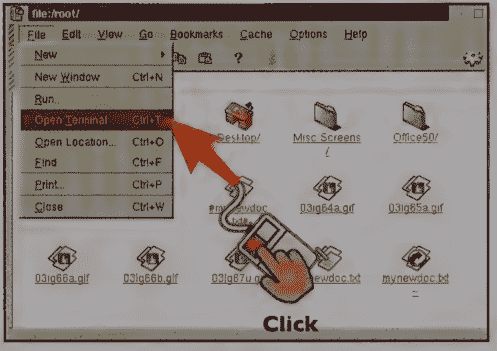 file:/root/
File Edit View Go Bookmarks Cache Options Help
New
New Window Ctrl+N
Run..
Open Terminal Ctrl+T
Open Location... Ctrl+O
Find Ctrl+F
Print... Ctrl+P
Close Ctrl+W
Desktop/ Misc Screens Office50/
/
mynewdoc 03ig64a.gif 03ig65a.gif
03ig66a.gif 03ig66b.gif newdoc.txt mynewdoc.txt
~
Click